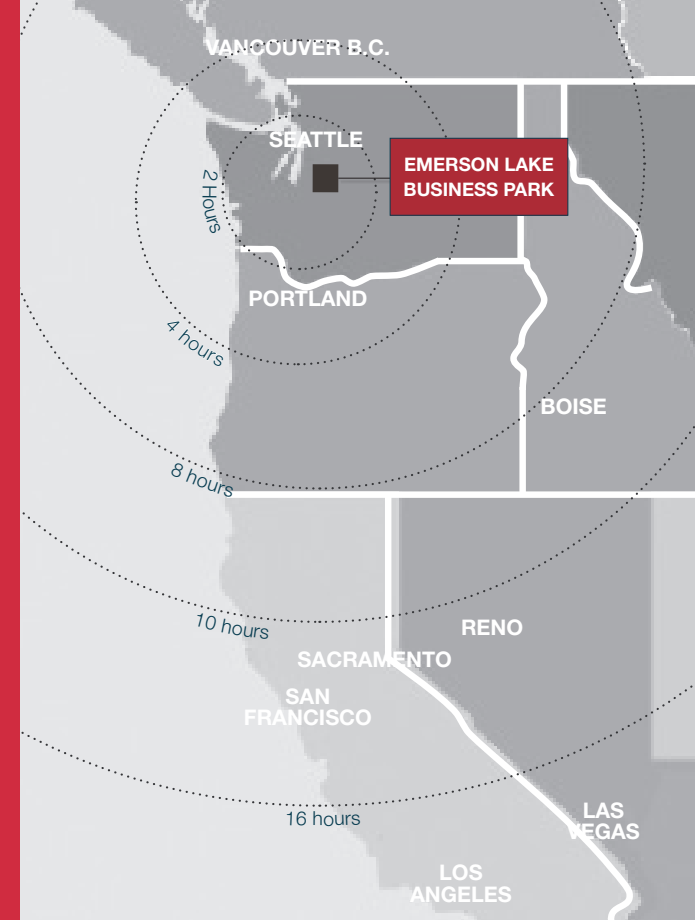 VANCOUVER B.C.
SEATTLE
EMERSON LAKE
BUSINESS PARK
2 Hours
PORTLAND
4 hours
BOISE
8 hours
10 hours
RENO
SACRAMENTO
SAN
FRANCISCO
16 hours
LAS
VEGAS
LOS
ANGELES